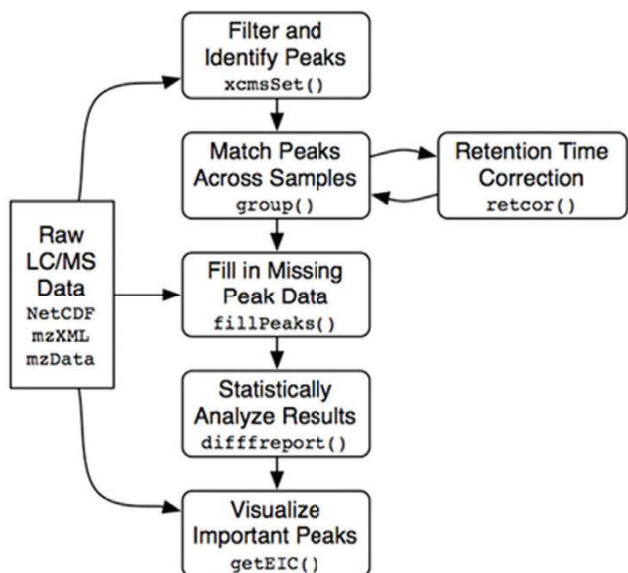 Filter and
Identify Peaks
xcmsSet()
Match Peaks
Across Samples
group()
Retention Time
Correction
retcor()
Raw
LC/MS
Data
NetCDF
mzXML
mzData
Fill in Missing
Peak Data
fillPeaks()
Statistically
Analyze Results
difffreport()
Visualize
Important Peaks
getEIC()